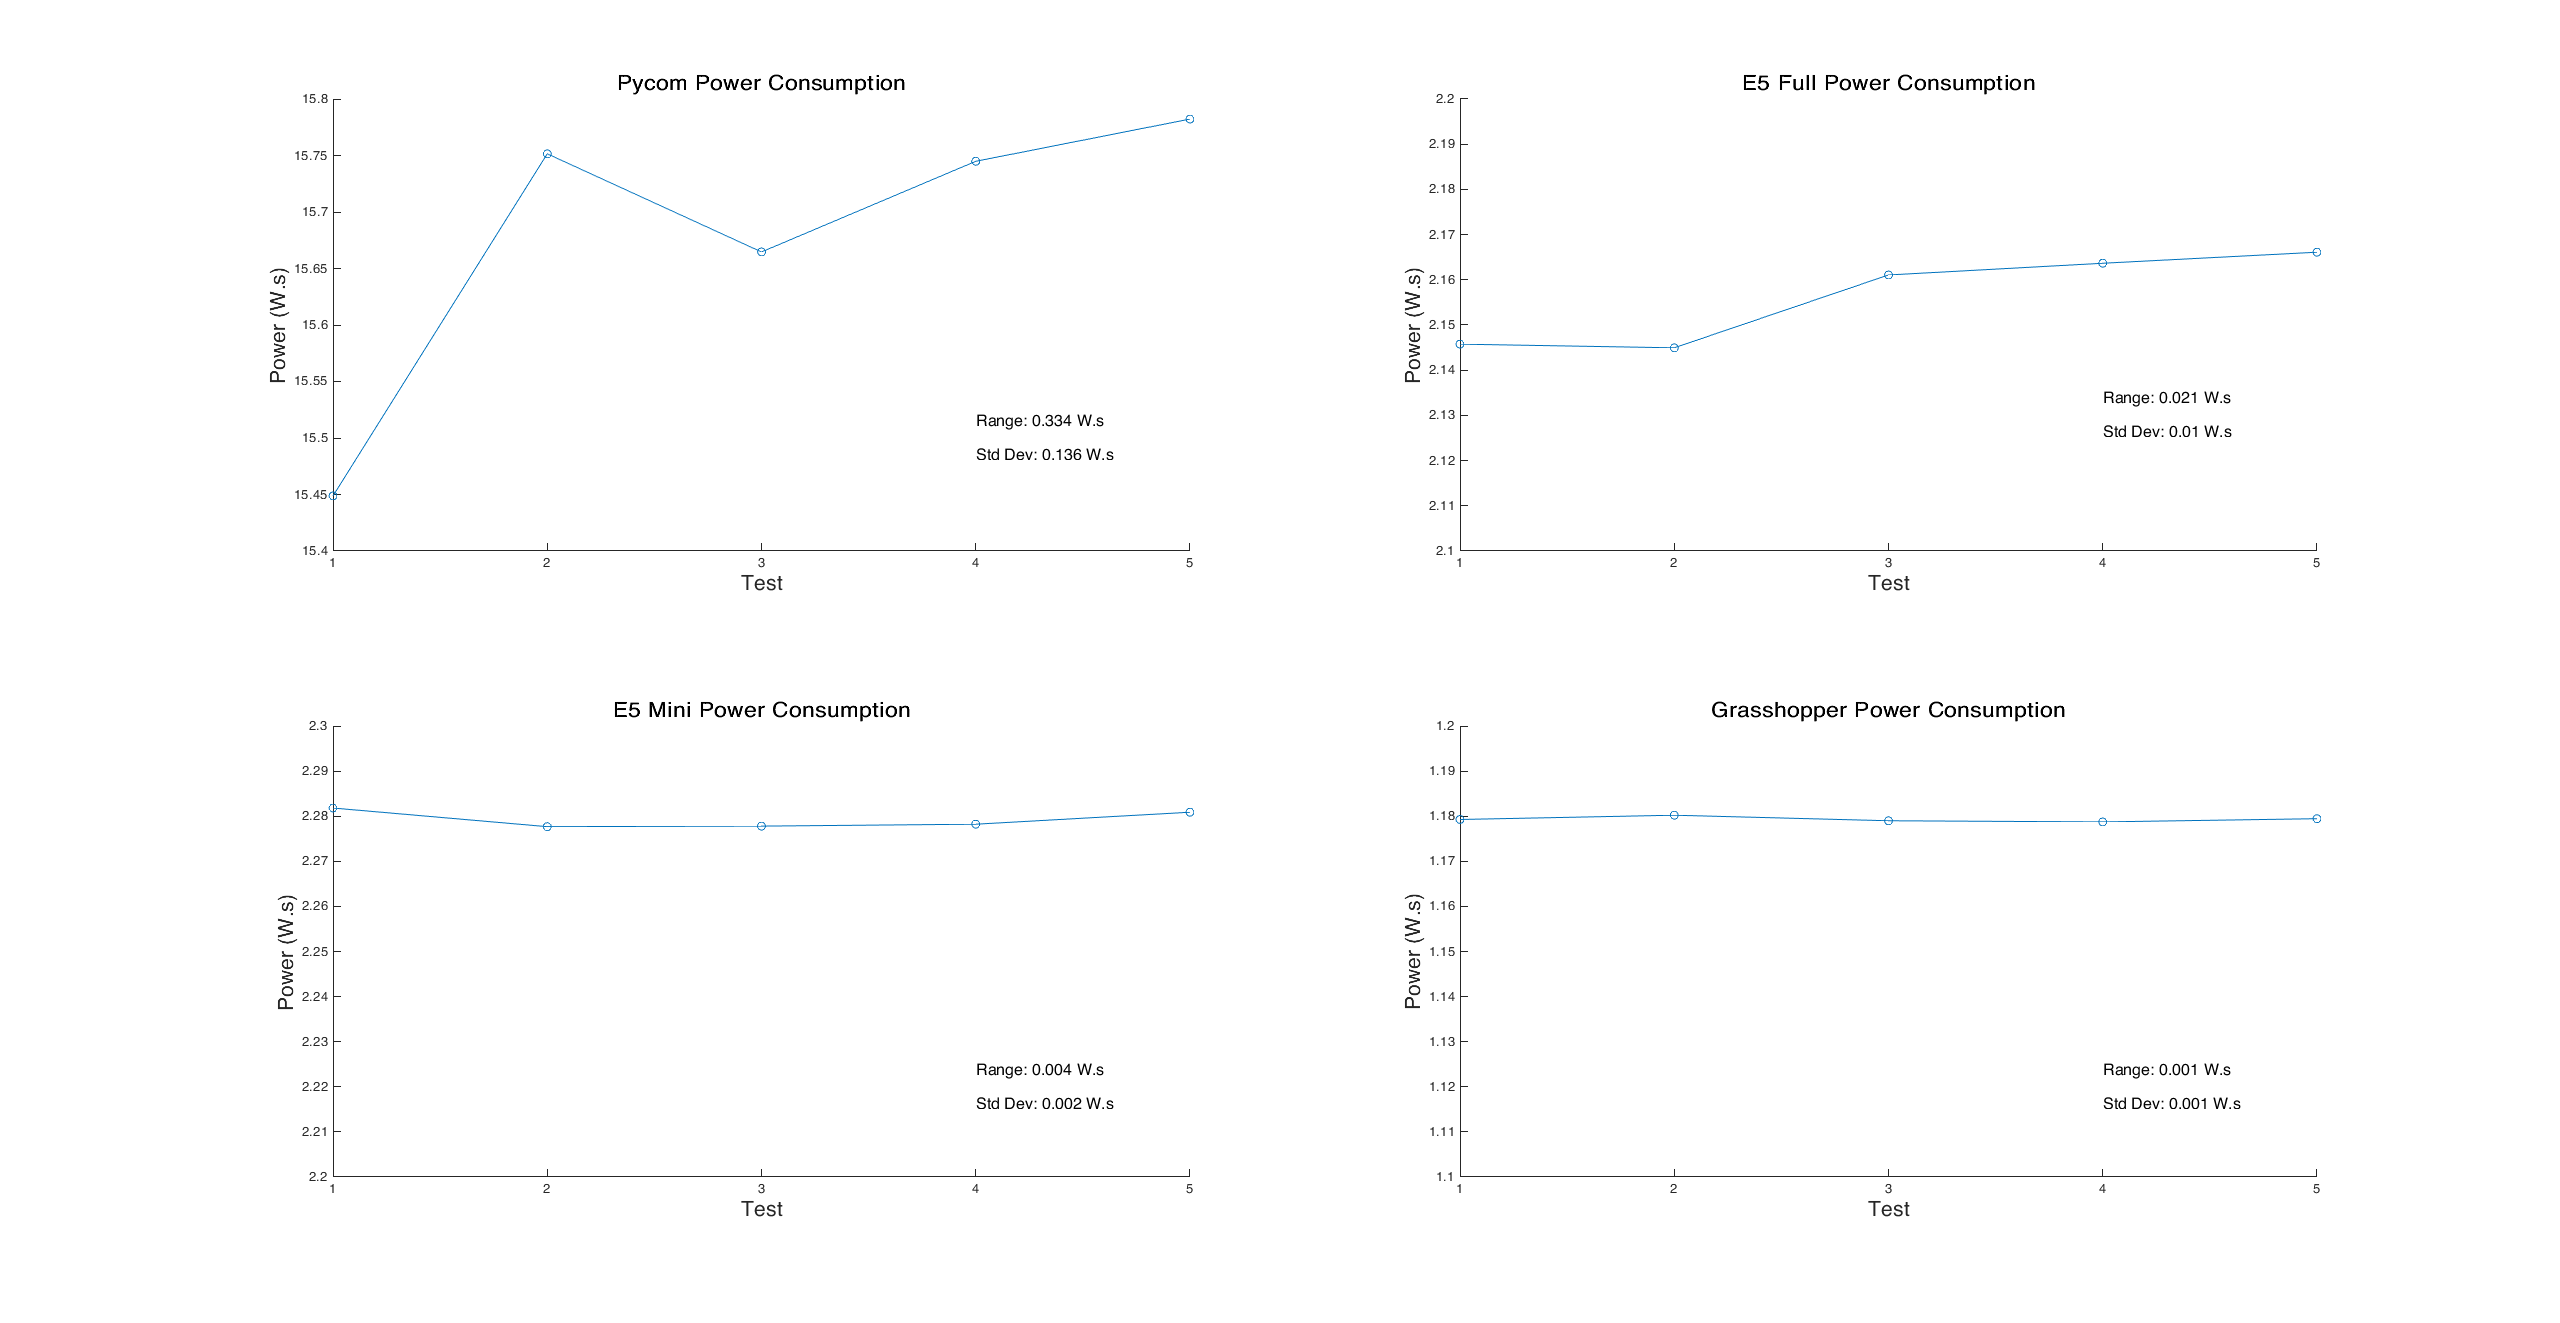 Pycom Power Consumption
15.8
15.75
15.7
15.65
15.6
15.55
15.5
15.45
15.4
Power (W.s)
Range: 0.334 W.s
Std Dev: 0.136 W.s
1 2 3 4 5
Test
E5 Full Power Consumption
2.2
2.19
2.18
2.17
2.16
2.15
2.14
2.13
2.12
2.11
2.1
Power (W.s)
Range: 0.021 W.s
Std Dev: 0.01 W.s
1 2 3 4 5
Test
E5 Mini Power Consumption
2.3
2.29
2.28
2.27
2.26
2.25
2.24
2.23
2.22
2.21
2.2
Power (W.s)
Range: 0.004 W.s
Std Dev: 0.002 W.s
1 2 3 4 5
Test
Grasshopper Power Consumption
1.2
1.19
1.18
1.17
1.16
1.15
1.14
1.13
1.12
1.11
1.1
Power (W.s)
Range: 0.001 W.s
Std Dev: 0.001 W.s
1 2 3 4 5
Test